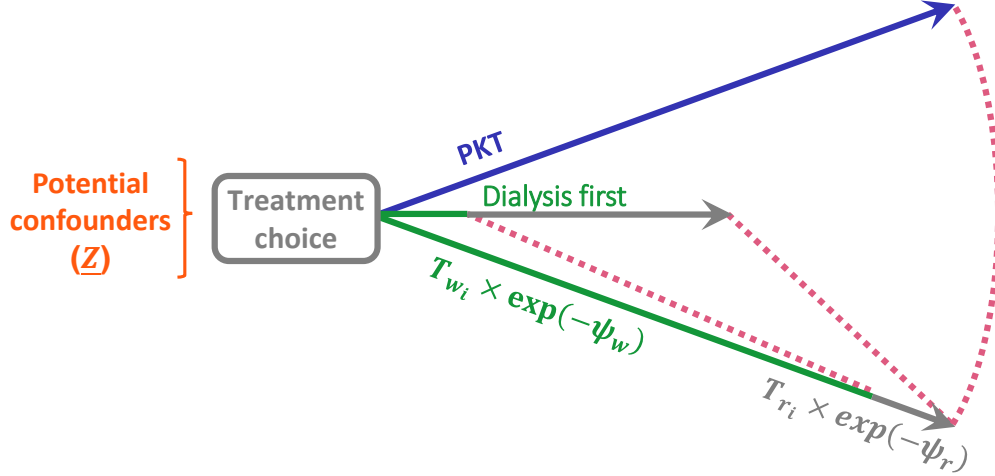 PKT
Potential
confounders
(Z)
Treatment
choice
Dialysis first
T_{w_i} × exp(−ψ_w)
T_{r_i} × exp(−ψ_r)